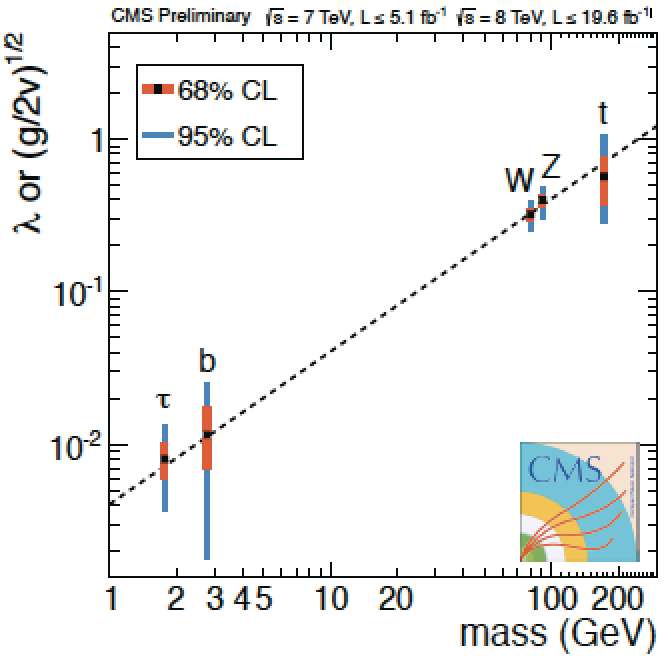 CMS Preliminary √s = 7 TeV, L ≤ 5.1 fb⁻¹ √s = 8 TeV, L ≤ 19.6 fb⁻¹
λ or (g/2v)^1/2
68% CL
95% CL
t
W Z
1
10⁻¹
b
τ
10⁻²
CMS
1 2 3 4 5 10 20 100 200
mass (GeV)